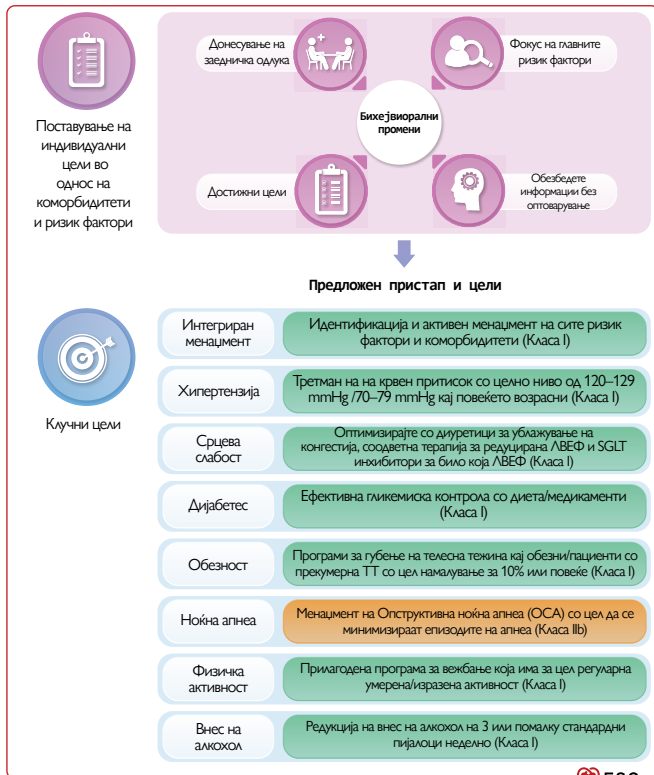 Донесување на
заедничка одлука
Фокус на главните
ризик фактори
Бихејвиорални
промени
Поставување на
индивидуални
цели во
однос на
коморбидитети
и ризик фактори
Достижни цели
Обезбедете
информации без
оптоварување
Предложен пристап и цели
Клучни цели
Интегриран
менаџмент
Идентификација и активен менаџмент на сите ризик
фактори и коморбидитети (Класа I)
Хипертензија
Третман на на крвен притисок со целно ниво од 120–129
mmHg /70–79 mmHg кај повеќето возрасни (Класа I)
Срцева
слабост
Оптимизирајте со диуретици за ублажување на
конгестија, соодветна терапија за редуцирана ЛВЕФ и SGLT
инхибитори за било која ЛВЕФ (Класа I)
Дијабетес
Ефективна гликемиска контрола со диета/медикаменти
(Класа I)
Обезност
Програми за губење на телесна тежина кај обезни/пациенти со
прекумерна ТТ со цел намалување за 10% или повеќе (Класа I)
Ноќна апнеа
Менаџмент на Опструктивна ноќна апнеа (ОСА) со цел да се
минимизираат епизодите на апнеа (Класа IIb)
Физичка
активност
Прилагодена програма за вежбање која има за цел регуларна
умерена/изразена активност (Класа I)
Внес на
алкохол
Редукција на внес на алкохол на 3 или помалку стандардни
пијалоци неделно (Класа I)